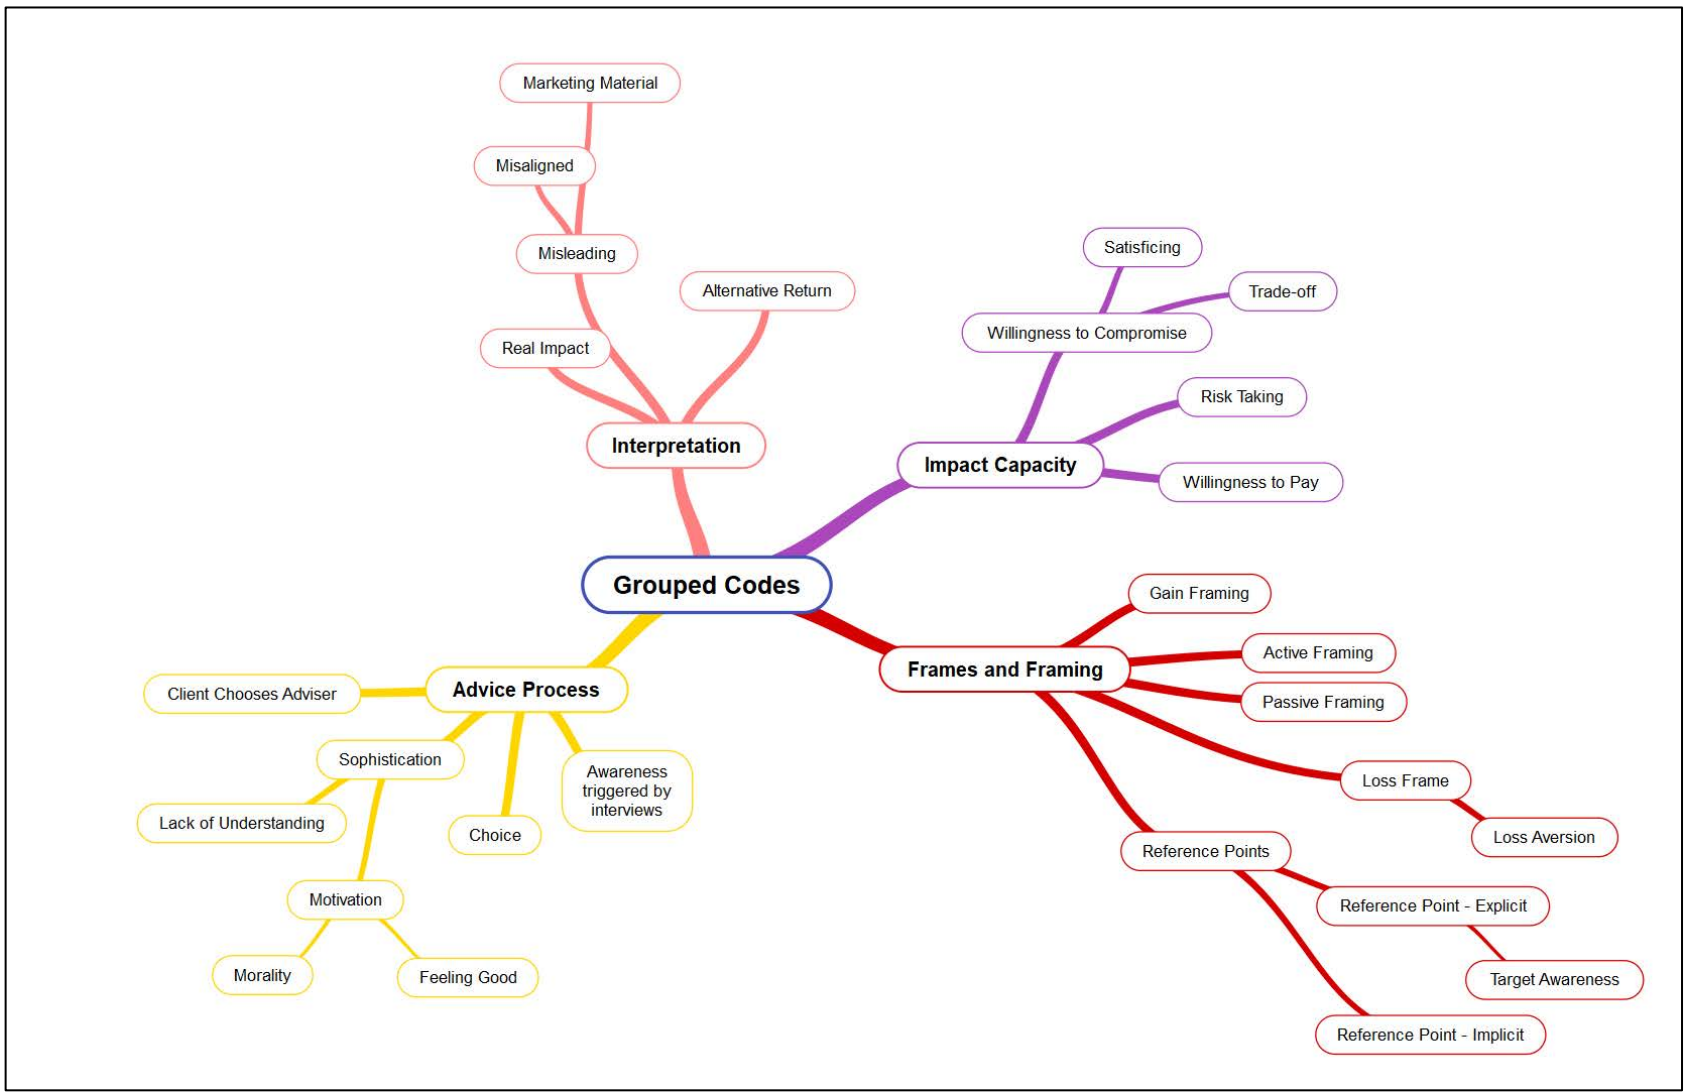 Marketing Material
Misaligned
Misleading
Alternative Return
Real Impact
Interpretation
Satisficing
Trade-off
Willingness to Compromise
Risk Taking
Impact Capacity
Willingness to Pay
Grouped Codes
Gain Framing
Active Framing
Frames and Framing
Passive Framing
Loss Frame
Loss Aversion
Reference Points
Reference Point - Explicit
Target Awareness
Reference Point - Implicit
Advice Process
Client Chooses Adviser
Sophistication
Awareness
triggered by
interviews
Lack of Understanding
Choice
Motivation
Morality
Feeling Good